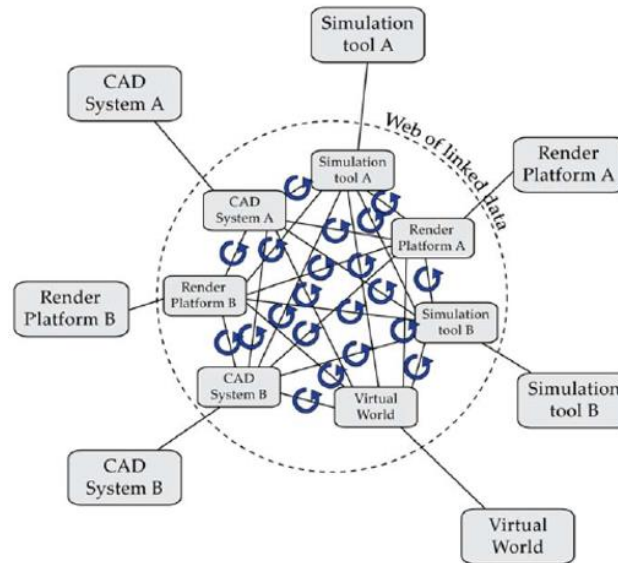 Simulation
tool A
CAD
System A
Web of linked data
Simulation
tool A
Render
Platform A
CAD
System A
Render
Platform A
Render
Platform B
Render
Platform B
Simulation
tool B
CAD
System B
Virtual
World
Simulation
tool B
CAD
System B
Virtual
World